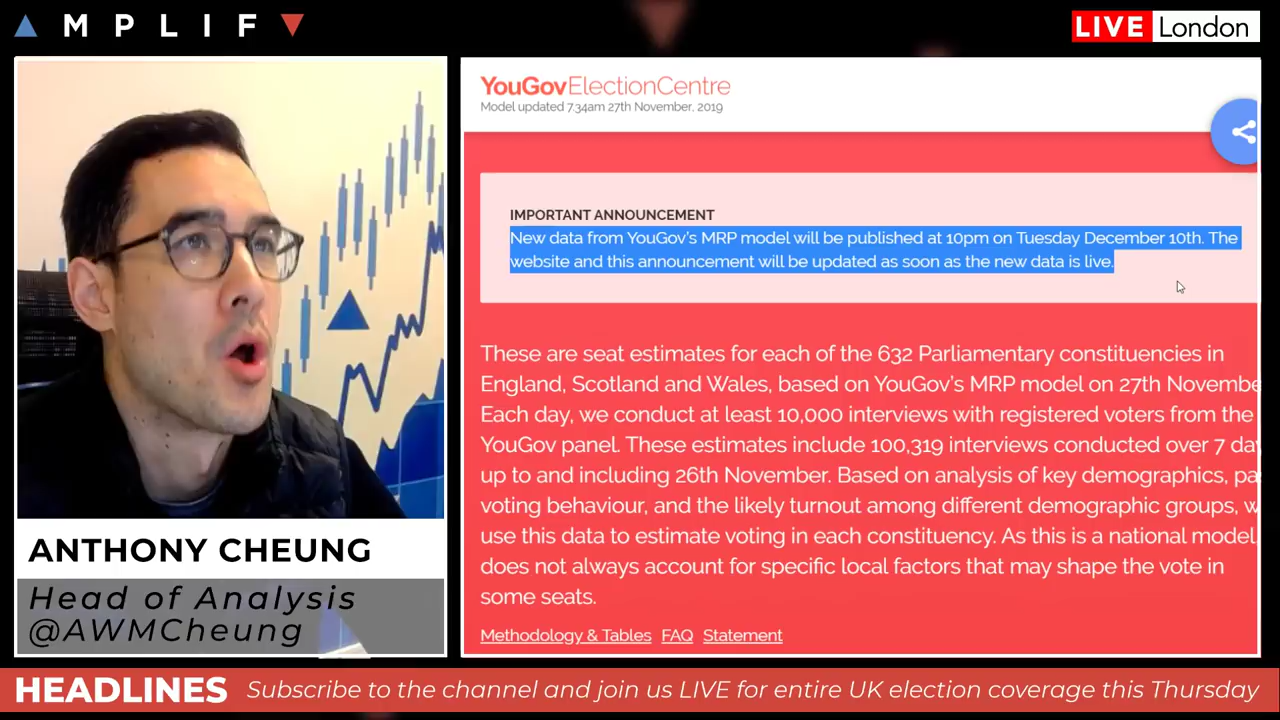 AMPLIFY
LIVE London
ANTHONY CHEUNG
Head of Analysis
@AWMCheung
YouGovElectionCentre
Model updated 7.34am 27th November, 2019
IMPORTANT ANNOUNCEMENT
New data from YouGov's MRP model will be published at 10pm on Tuesday December 10th. The
website and this announcement will be updated as soon as the new data is live.
These are seat estimates for each of the 632 Parliamentary constituencies in
England, Scotland and Wales, based on YouGov's MRP model on 27th Novembe
Each day, we conduct at least 10,000 interviews with registered voters from the
YouGov panel. These estimates include 100,319 interviews conducted over 7 day
up to and including 26th November. Based on analysis of key demographics, pa
voting behaviour, and the likely turnout among different demographic groups, w
use this data to estimate voting in each constituency. As this is a national model,
does not always account for specific local factors that may shape the vote in
some seats.
Methodology & Tables FAQ Statement
HEADLINES Subscribe to the channel and join us LIVE for entire UK election coverage this Thursday